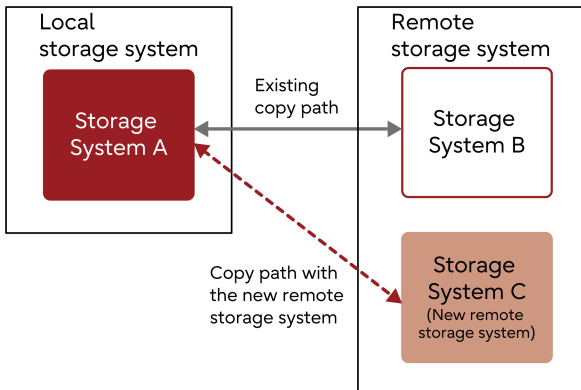 Local
storage system
Remote
storage system
Storage
System A
Existing
copy path
Storage
System B
Copy path with
the new remote
storage system
Storage
System C
(New remote
storage system)